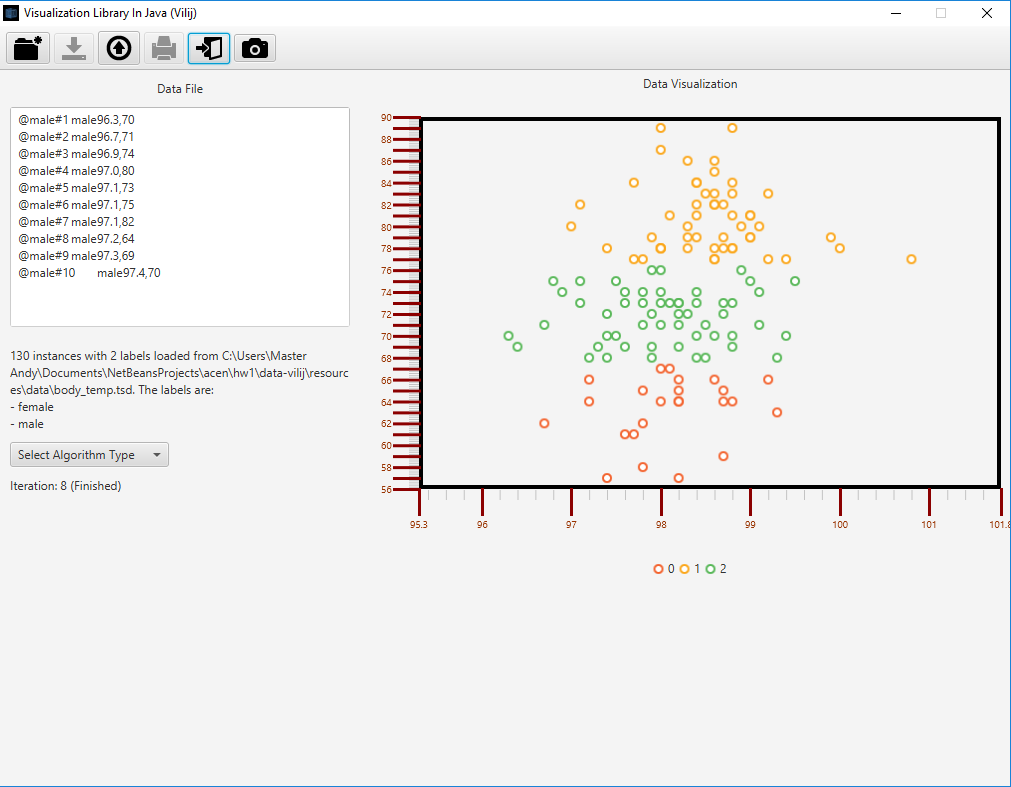 Visualization Library In Java (Vilij)
Data File
@male#1 male96.3,70
@male#2 male96.7,71
@male#3 male96.9,74
@male#4 male97.0,80
@male#5 male97.1,73
@male#6 male97.1,75
@male#7 male97.1,82
@male#8 male97.2,64
@male#9 male97.3,69
@male#10 male97.4,70
130 instances with 2 labels loaded from C:\Users\Master
Andy\Documents\NetBeansProjects\acen\hw1\data-vilij\resourc
es\data\body_temp.tsd. The labels are:
- female
- male
Select Algorithm Type
Iteration: 8 (Finished)
Data Visualization
90
88
86
84
82
80
78
76
74
72
70
68
66
64
62
60
58
56
95.3 96 97 98 99 100 101 101.8
0 1 2